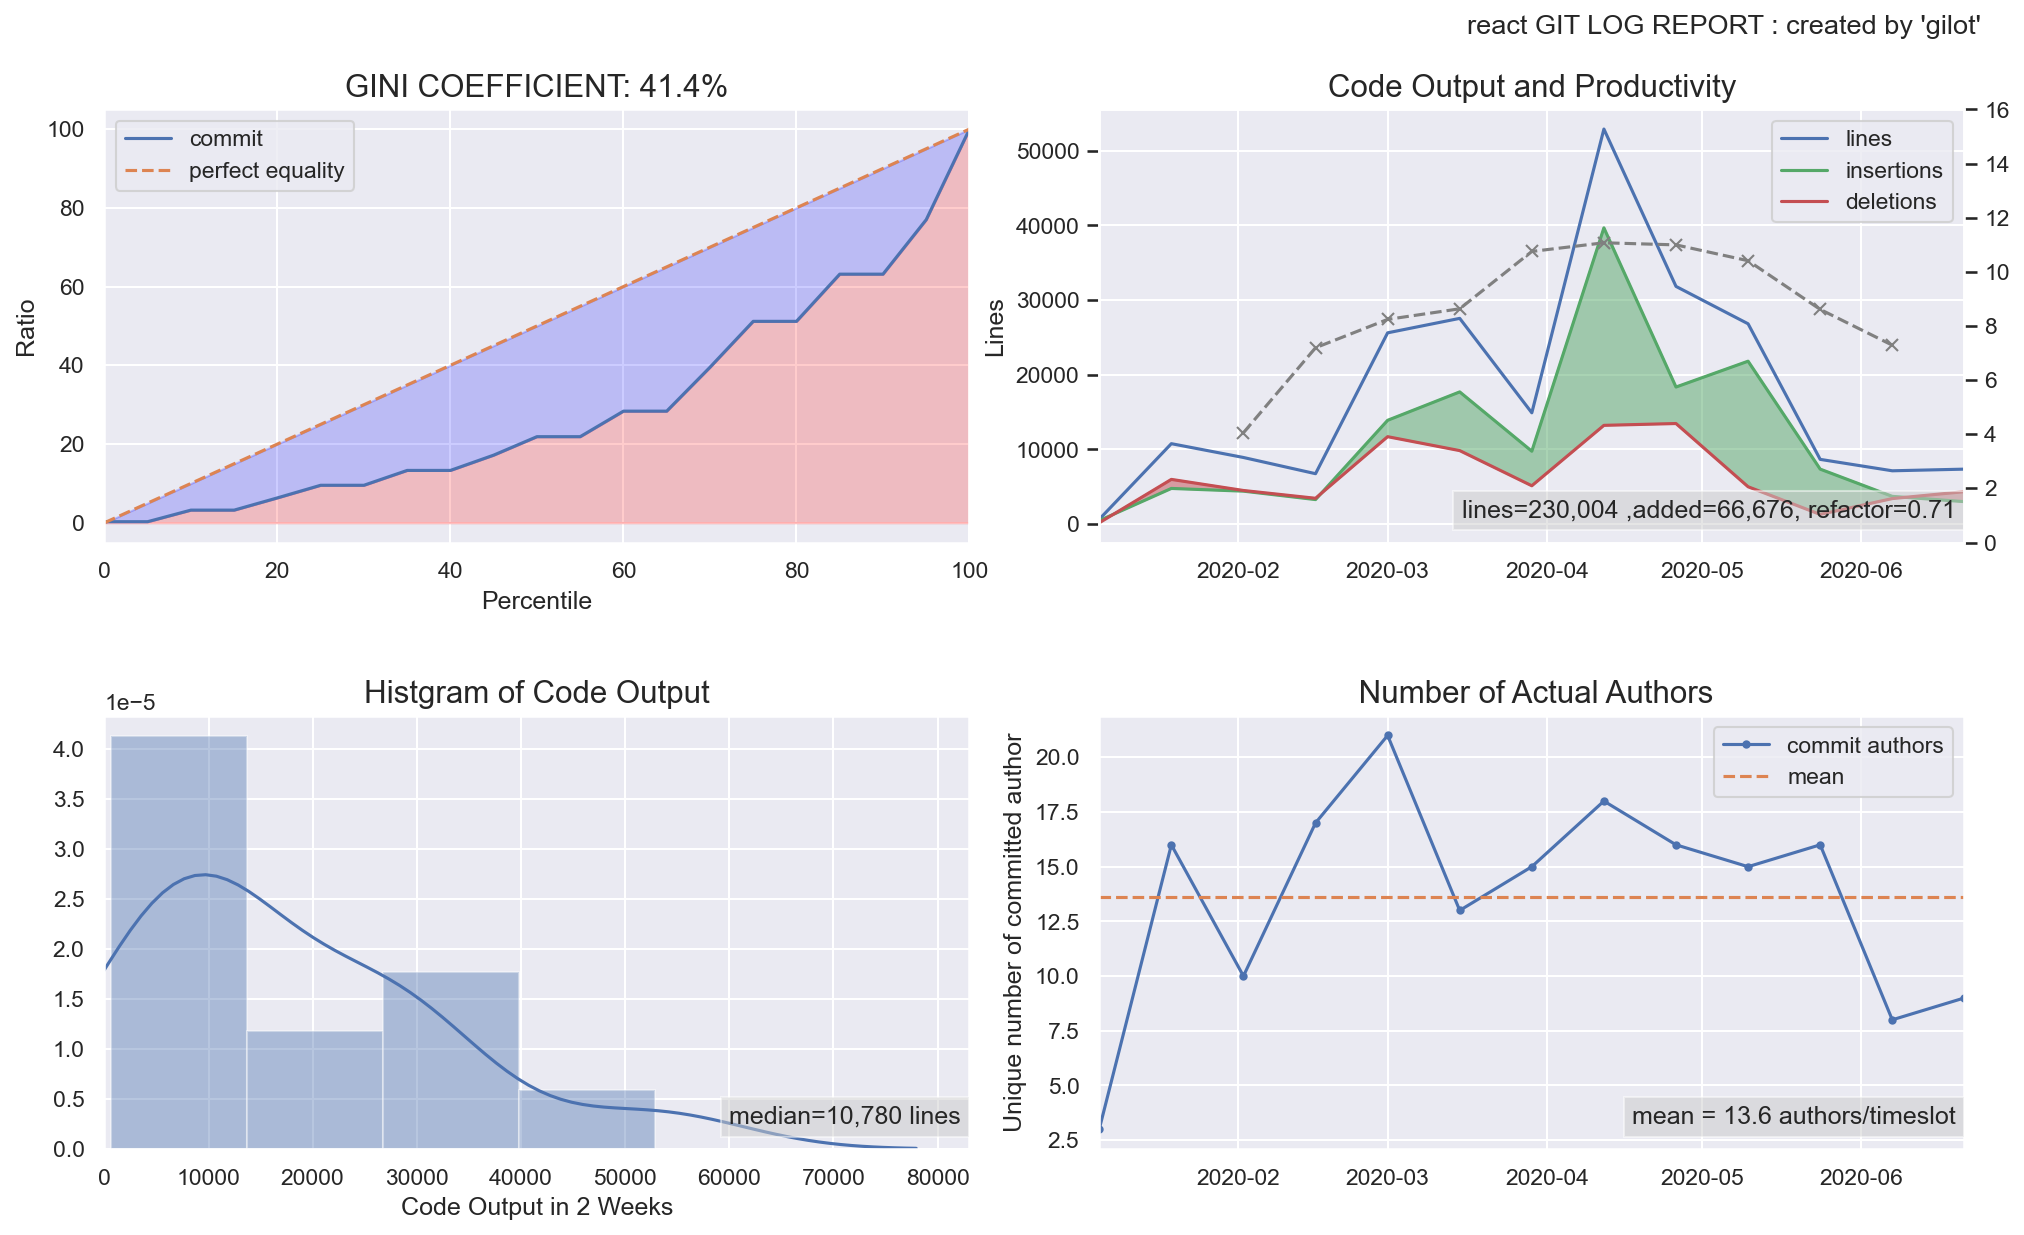 react GIT LOG REPORT : created by 'gilot'
GINI COEFFICIENT: 41.4%
commit
perfect equality
Ratio
100
80
60
40
20
0
0 20 40 60 80 100
Percentile
Code Output and Productivity
lines
insertions
deletions
Lines
50000
40000
30000
20000
10000
0
16
14
12
10
8
6
4
2
0
lines=230,004 ,added=66,676, refactor=0.71
2020-02 2020-03 2020-04 2020-05 2020-06
Histgram of Code Output
1e−5
4.0
3.5
3.0
2.5
2.0
1.5
1.0
0.5
0.0
median=10,780 lines
0 10000 20000 30000 40000 50000 60000 70000 80000
Code Output in 2 Weeks
Number of Actual Authors
commit authors
mean
Unique number of committed author
20.0
17.5
15.0
12.5
10.0
7.5
5.0
2.5
mean = 13.6 authors/timeslot
2020-02 2020-03 2020-04 2020-05 2020-06